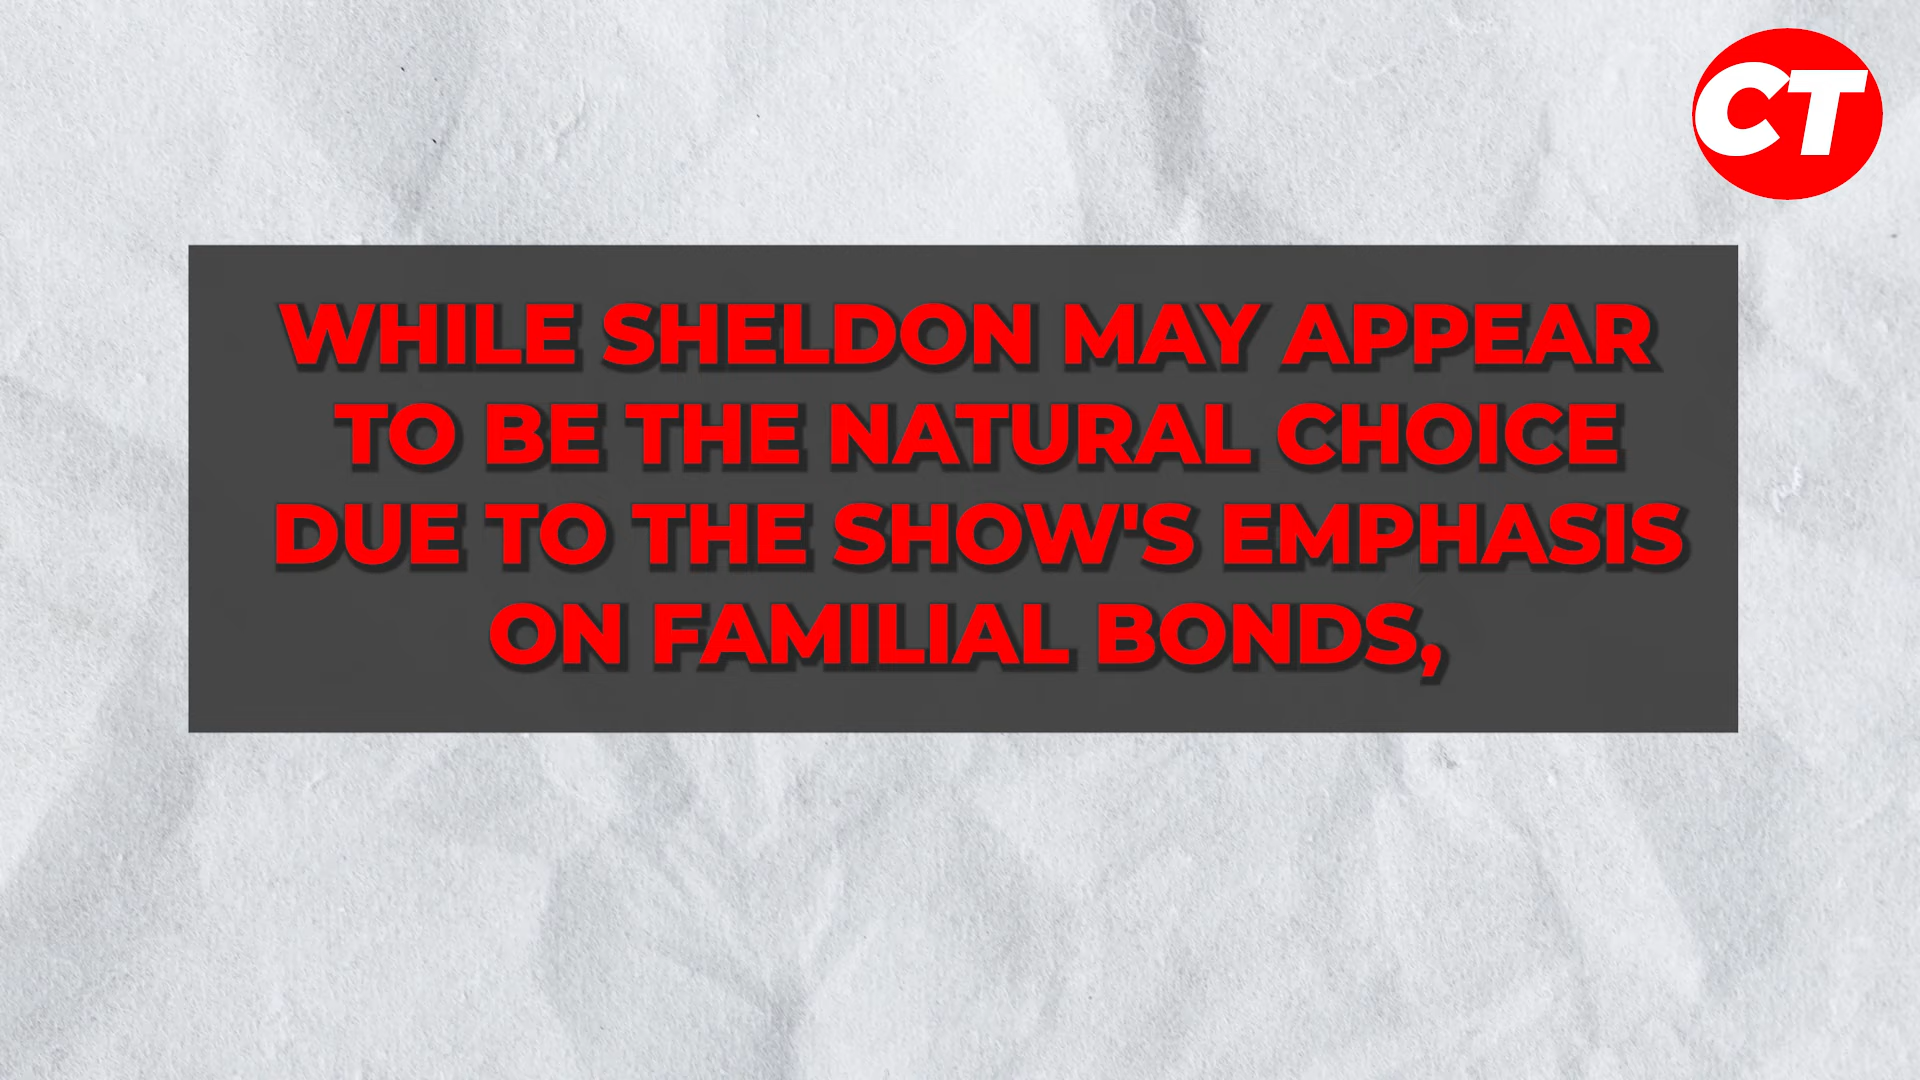 CT
WHILE SHELDON MAY APPEAR
TO BE THE NATURAL CHOICE
DUE TO THE SHOW'S EMPHASIS
ON FAMILIAL BONDS,